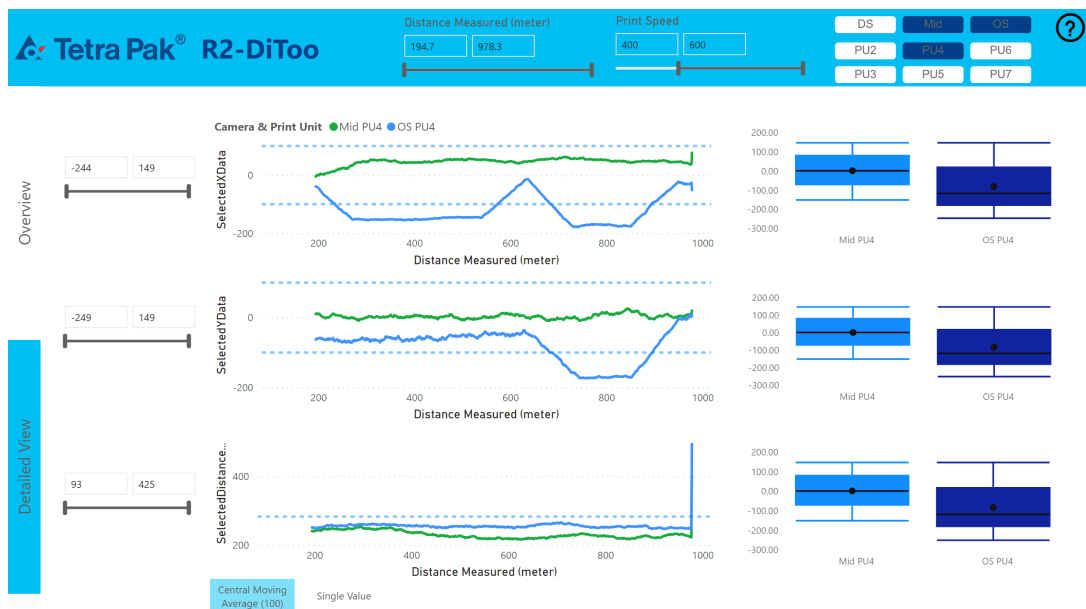 Tetra Pak® R2-DiToo
Distance Measured (meter)
194.7 978.3
Print Speed
400 600
DS Mid OS
PU2 PU4 PU6
PU3 PU5 PU7
?
Overview
Detailed View
-244 149
Camera & Print Unit Mid PU4 OS PU4
SelectedXData
0
-200
200 400 600 800 1000
Distance Measured (meter)
200.00
100.00
0.00
-100.00
-200.00
-300.00
Mid PU4 OS PU4
-249 149
SelectedYData
0
-200
200 400 600 800 1000
Distance Measured (meter)
200.00
100.00
0.00
-100.00
-200.00
-300.00
Mid PU4 OS PU4
93 425
SelectedDistance...
400
200
200 400 600 800 1000
Distance Measured (meter)
200.00
100.00
0.00
-100.00
-200.00
-300.00
Mid PU4 OS PU4
Central Moving
Average (100)
Single Value